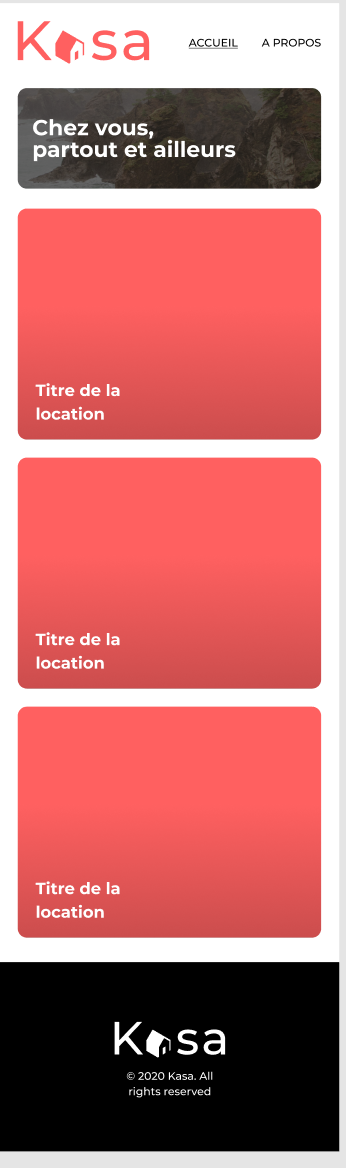 Kasa
ACCUEIL A PROPOS
Chez vous,
partout et ailleurs
Titre de la
location
Titre de la
location
Titre de la
location
Kasa
© 2020 Kasa. All
rights reserved